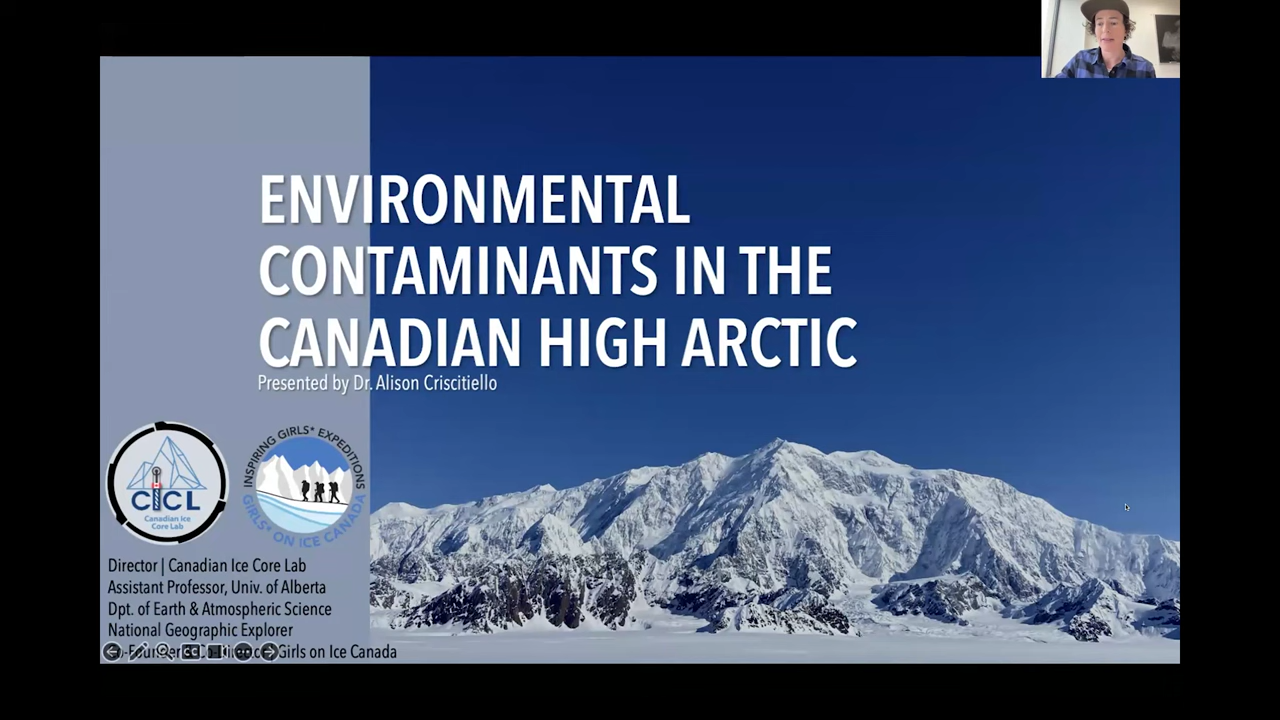 ENVIRONMENTAL
CONTAMINANTS IN THE
CANADIAN HIGH ARCTIC
Presented by Dr. Alison Criscitiello
CICL
Canadian Ice
Core Lab
INSPIRING GIRLS* EXPEDITIONS
GIRLS* ON ICE CANADA
Director | Canadian Ice Core Lab
Assistant Professor, Univ. of Alberta
Dpt. of Earth & Atmospheric Science
National Geographic Explorer
Girls on Ice Canada